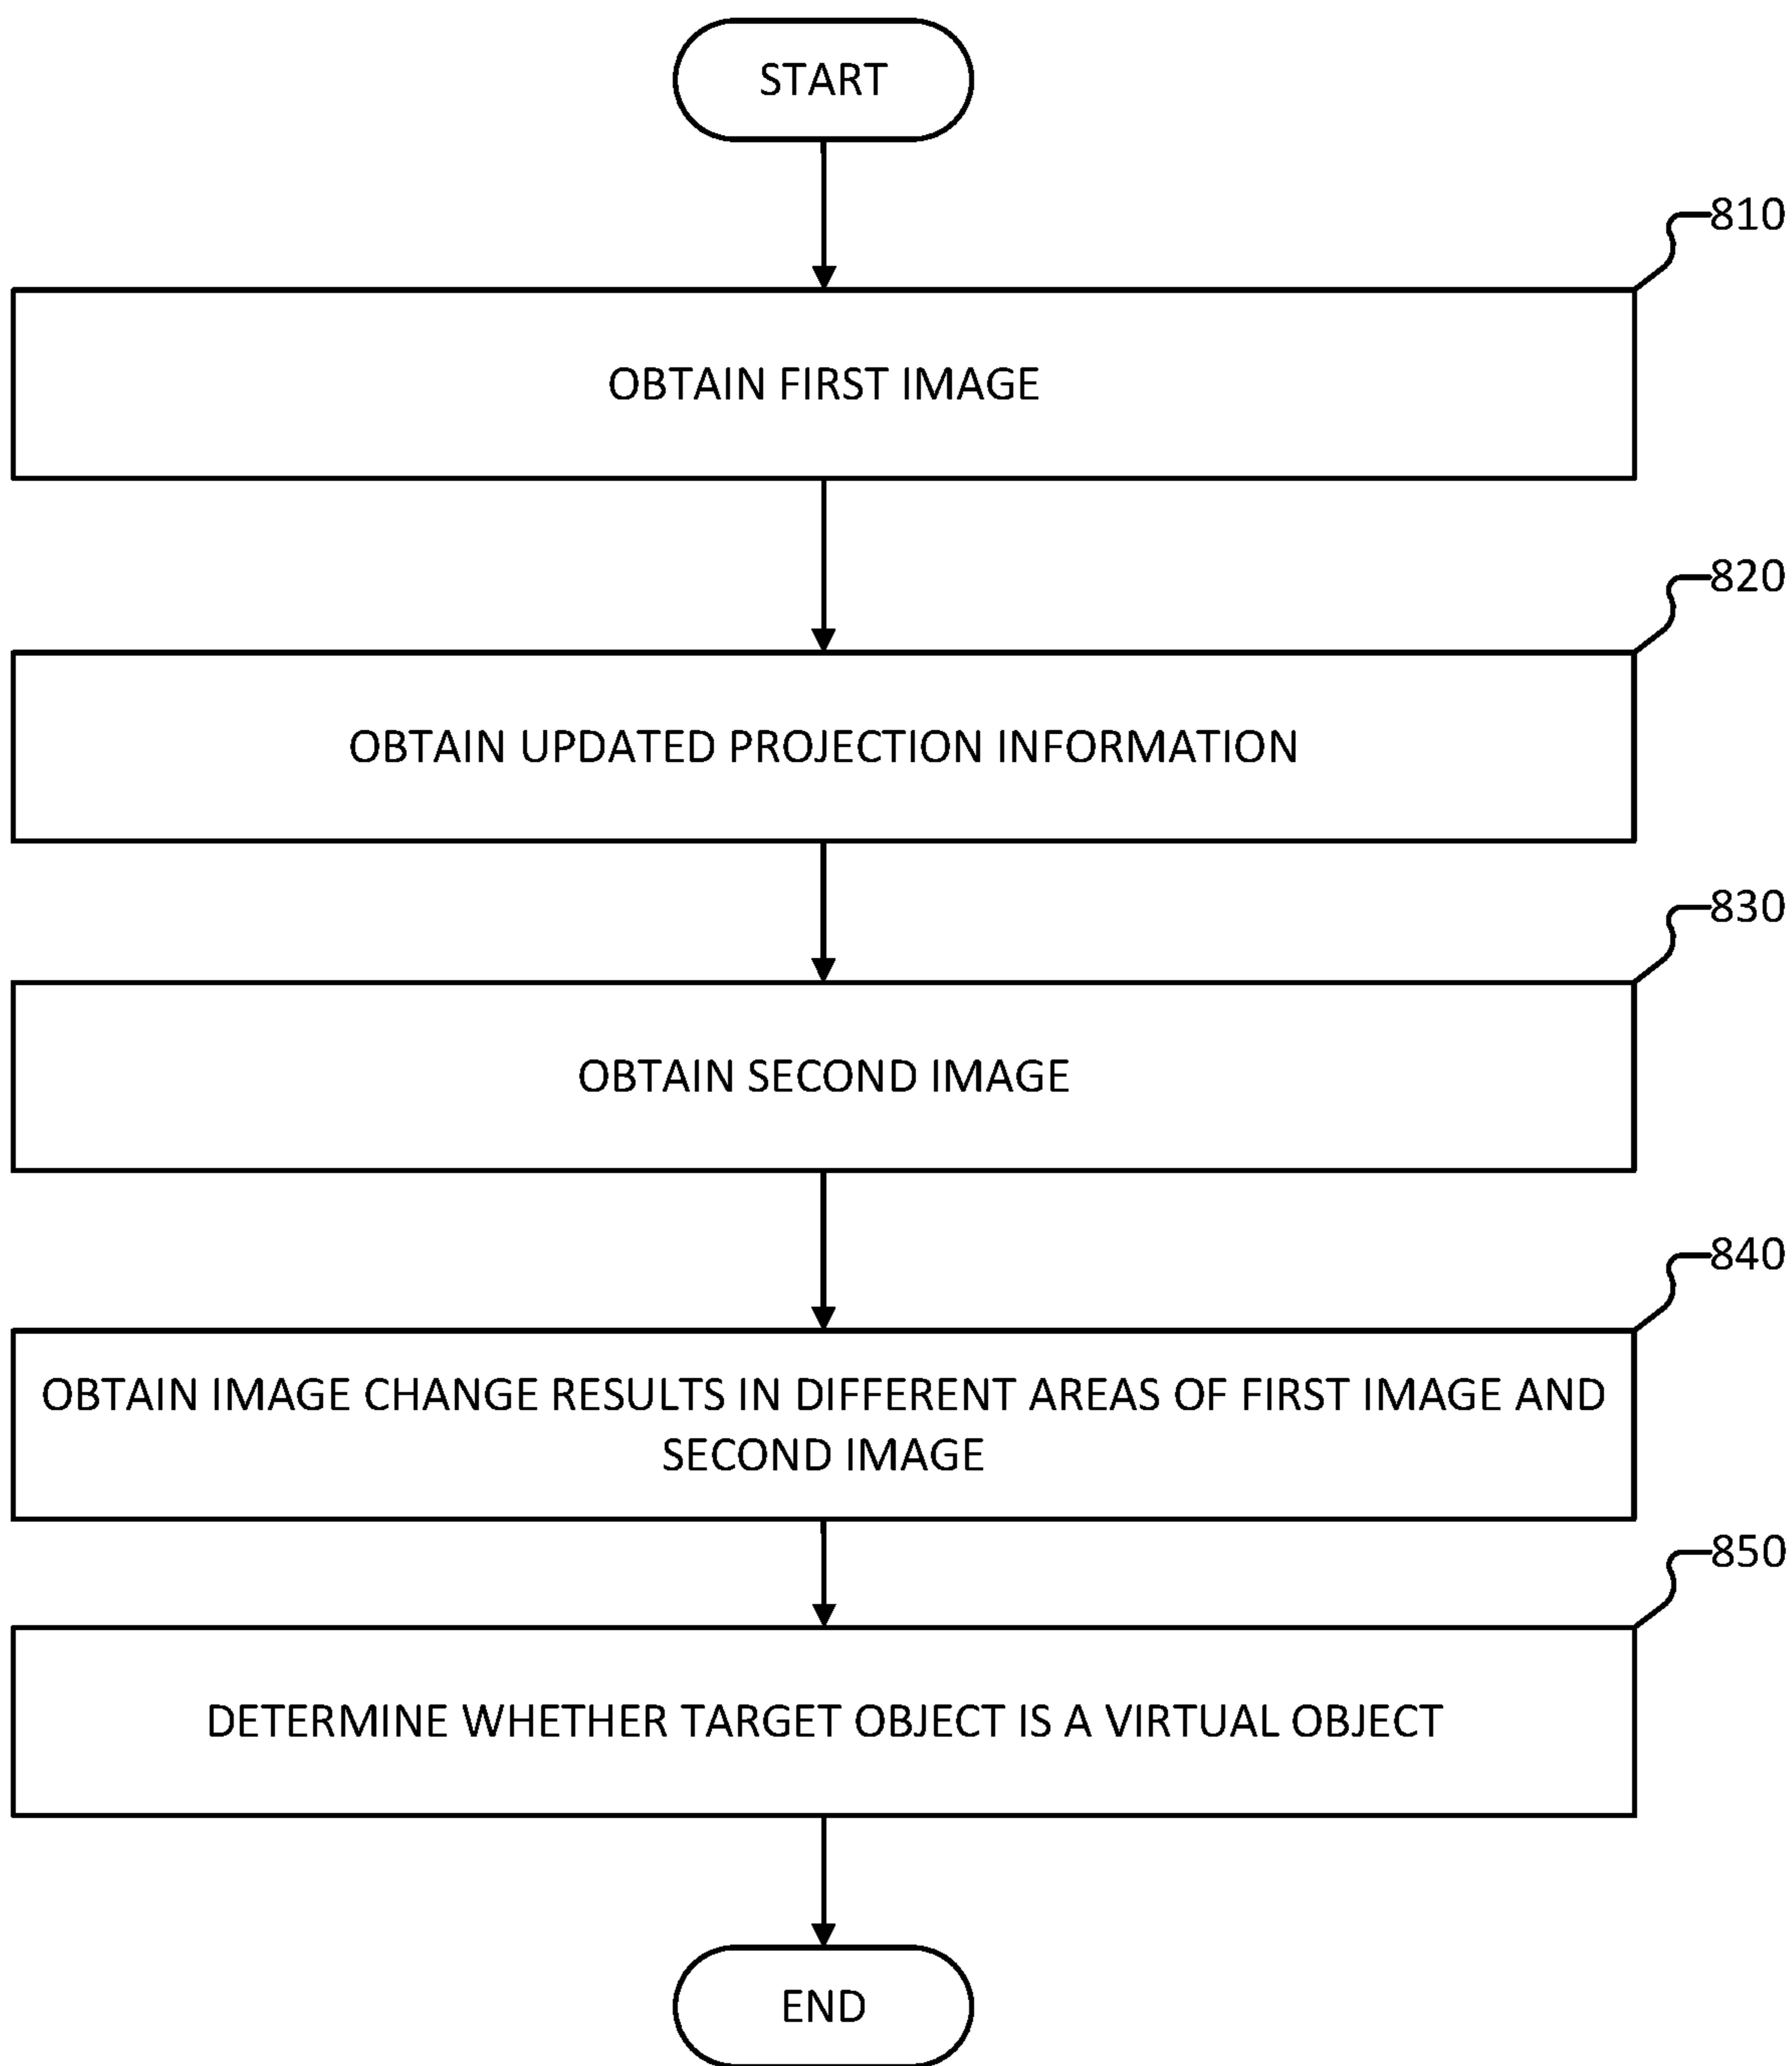 START
810
OBTAIN FIRST IMAGE
820
OBTAIN UPDATED PROJECTION INFORMATION
830
OBTAIN SECOND IMAGE
840
OBTAIN IMAGE CHANGE RESULTS IN DIFFERENT AREAS OF FIRST IMAGE AND
SECOND IMAGE
850
DETERMINE WHETHER TARGET OBJECT IS A VIRTUAL OBJECT
END